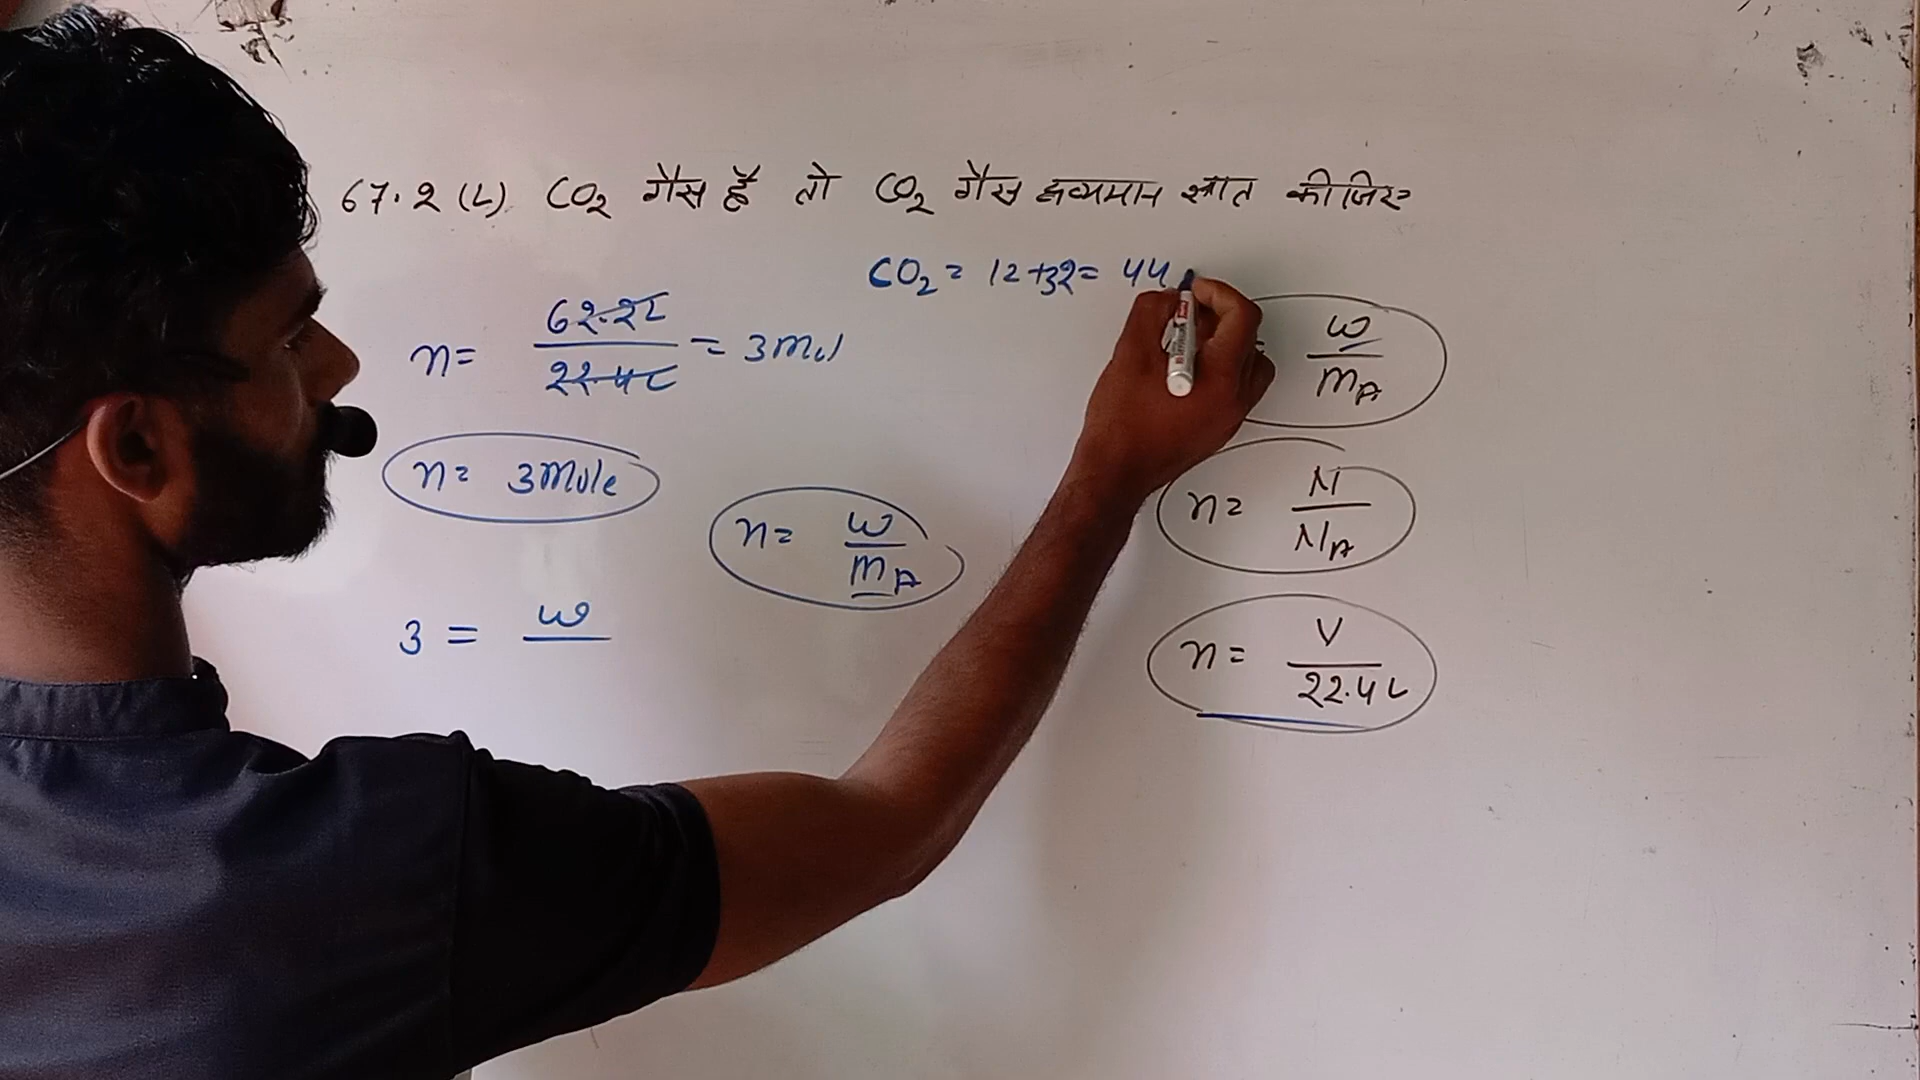 67.2 (L) CO2 गैस है तो CO2 गैस द्रव्यमान ज्ञात कीजिए
CO2 = 12+32= 44
n= 62.2L / 22.4L = 3mol
= w / mA
n= 3Mole
n= N / NA
n= w / mA
3 = w
n= V / 22.4L